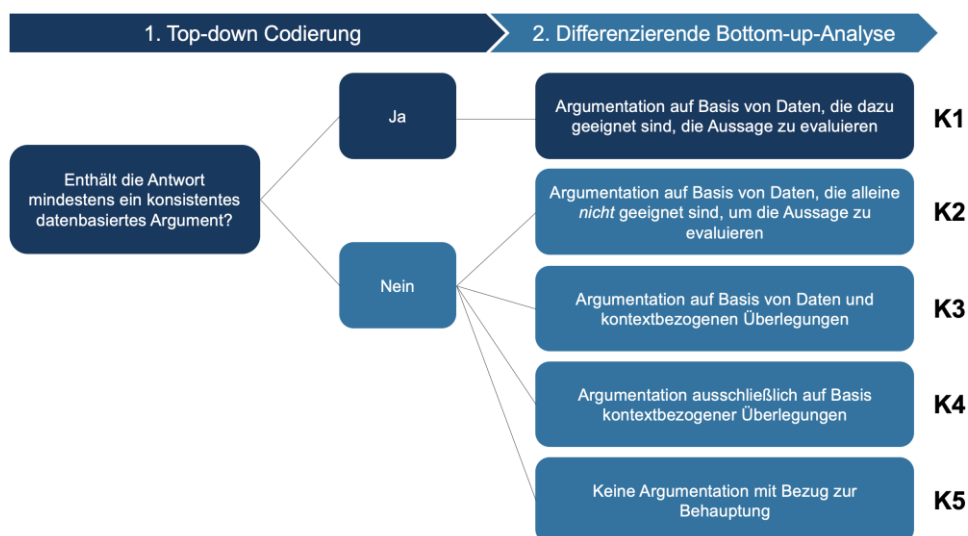 1. Top-down Codierung
2. Differenzierende Bottom-up-Analyse
Enthält die Antwort
mindestens ein konsistentes
datenbasiertes Argument?
Ja
Argumentation auf Basis von Daten, die dazu
geeignet sind, die Aussage zu evaluieren
K1
Argumentation auf Basis von Daten, die alleine
nicht geeignet sind, um die Aussage zu
evaluieren
K2
Nein
Argumentation auf Basis von Daten und
kontextbezogenen Überlegungen
K3
Argumentation ausschließlich auf Basis
kontextbezogener Überlegungen
K4
Keine Argumentation mit Bezug zur
Behauptung
K5